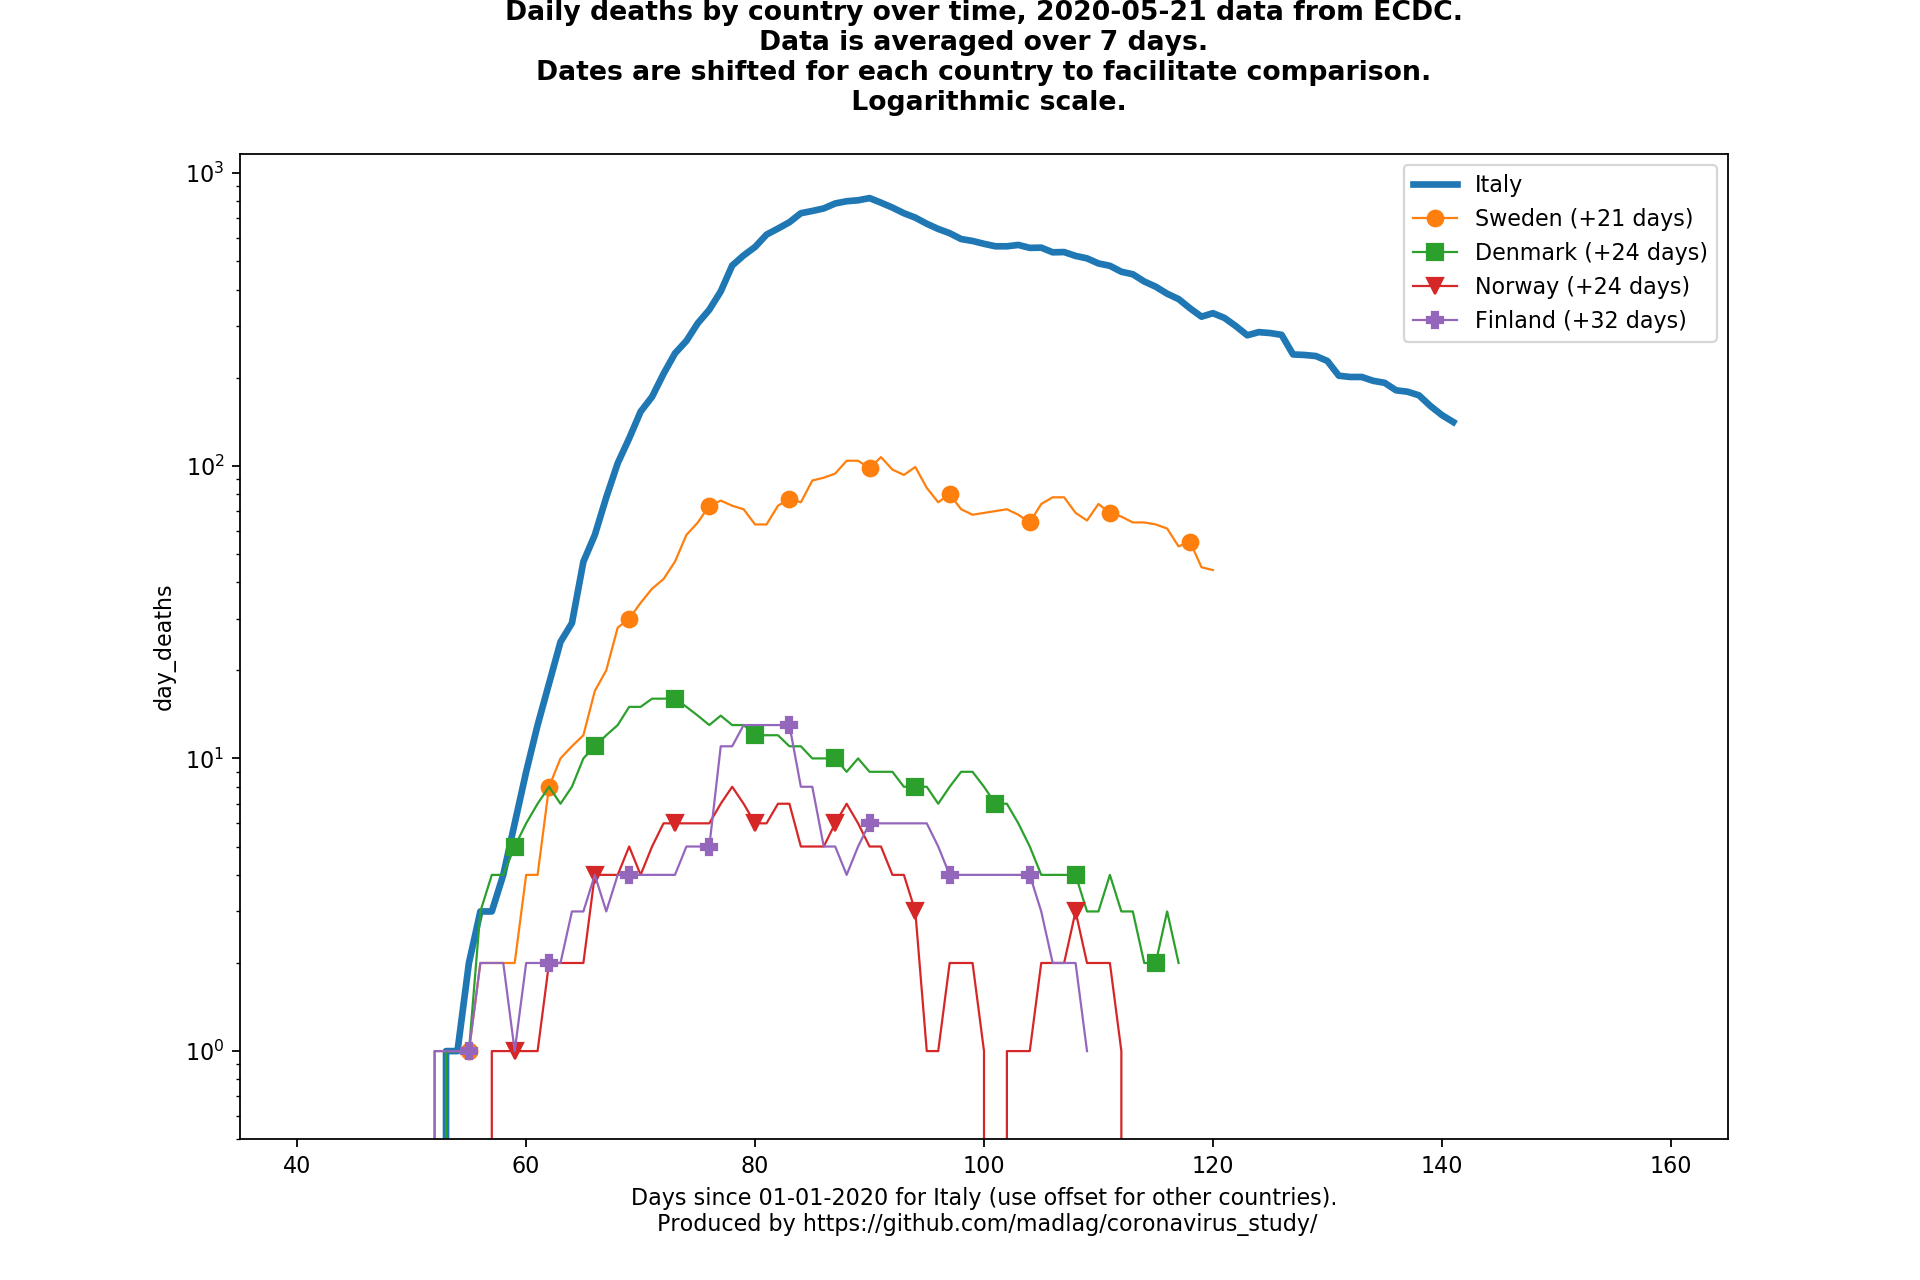 Daily deaths by country over time, 2020-05-21 data from ECDC.
Data is averaged over 7 days.
Dates are shifted for each country to facilitate comparison.
Logarithmic scale.
10³
10²
10¹
10⁰
day_deaths
Italy
Sweden (+21 days)
Denmark (+24 days)
Norway (+24 days)
Finland (+32 days)
40 60 80 100 120 140 160
Days since 01-01-2020 for Italy (use offset for other countries).
Produced by https://github.com/madlag/coronavirus_study/